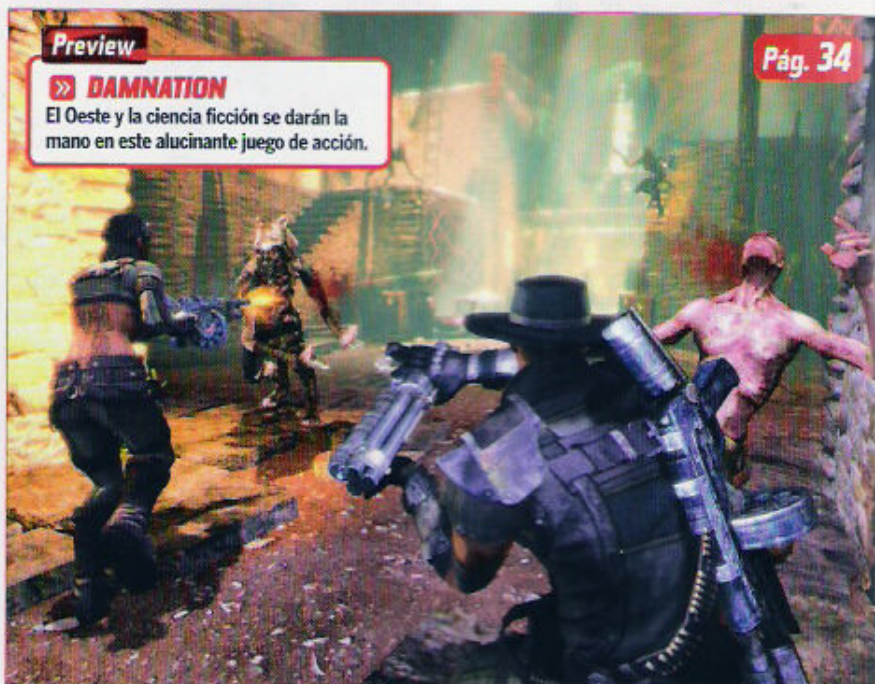 Preview
Pág. 34
» DAMNATION
El Oeste y la ciencia ficción se darán la
mano en este alucinante juego de acción.